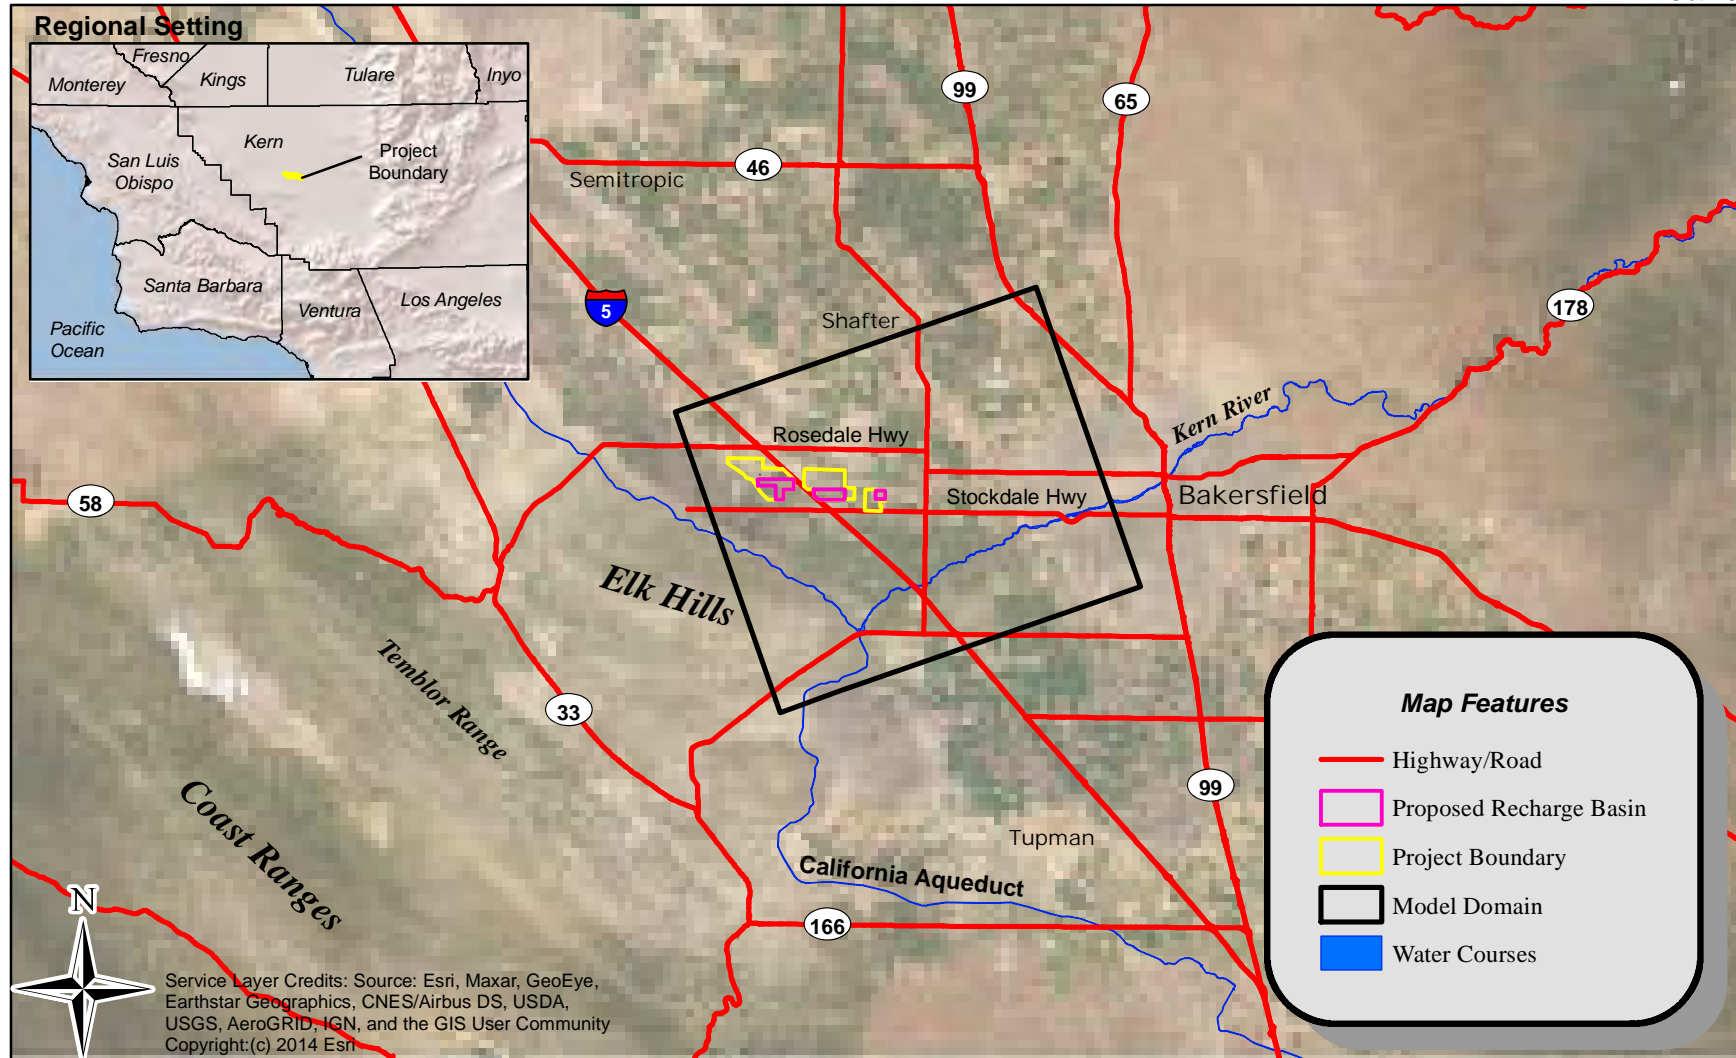 Regional Setting
Fresno
Monterey
Kings
Tulare
Inyo
Kern
San Luis
Obispo
Project
Boundary
Santa Barbara
Ventura
Los Angeles
Pacific
Ocean
99
65
46
Semitropic
5
Shafter
178
Rosedale Hwy
Kern River
58
Stockdale Hwy
Bakersfield
Elk Hills
Temblor Range
33
Coast Ranges
99
Tupman
California Aqueduct
166
N
Map Features
Highway/Road
Proposed Recharge Basin
Project Boundary
Model Domain
Water Courses
Service Layer Credits: Source: Esri, Maxar, GeoEye,
Earthstar Geographics, CNES/Airbus DS, USDA,
USGS, AeroGRID, IGN, and the GIS User Community
Copyright:(c) 2014 Esri